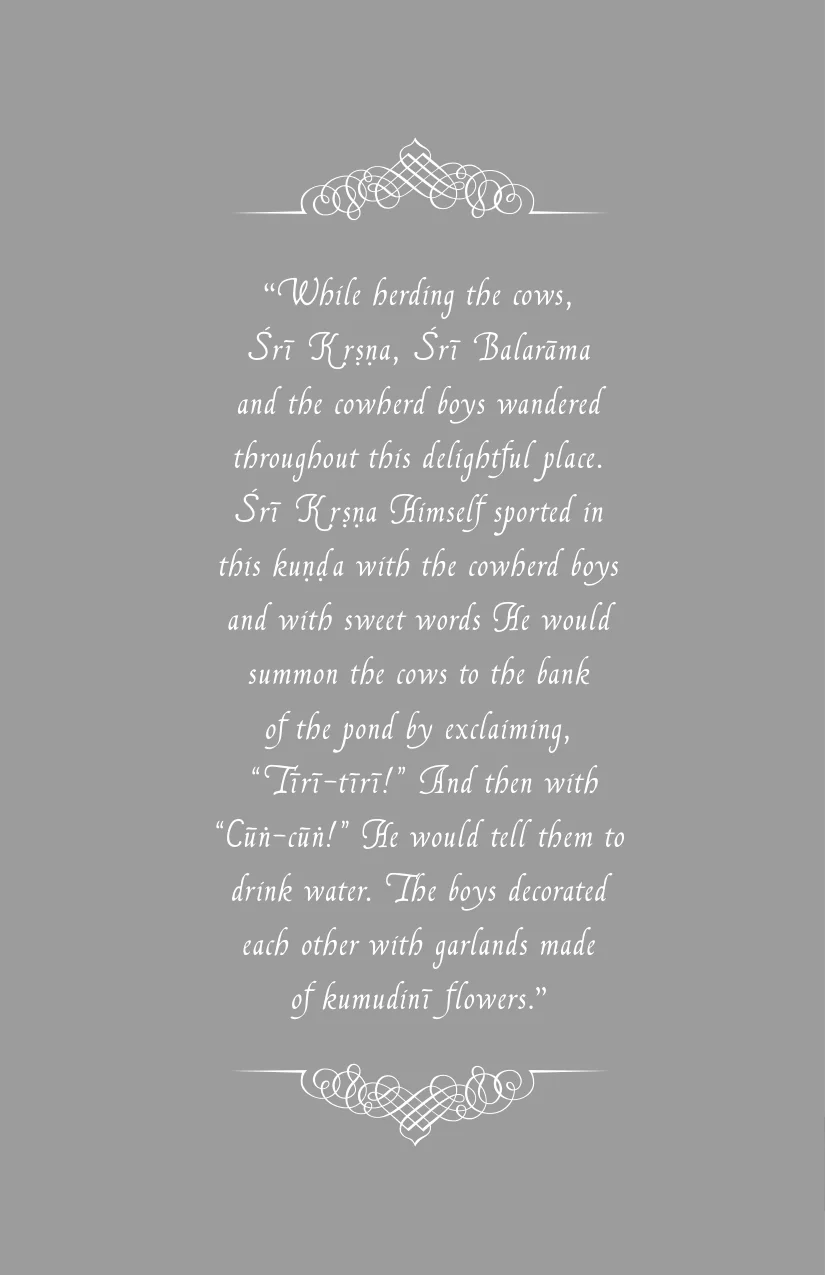 “While herding the cows,
Śrī Kṛṣṇa, Śrī Balarāma
and the cowherd boys wandered
throughout this delightful place.
Śrī Kṛṣṇa Himself sported in
this kuṇḍa with the cowherd boys
and with sweet words He would
summon the cows to the bank
of the pond by exclaiming,
“Tīrī-tīrī!” And then with
“Cūṅ-cūṅ!” He would tell them to
drink water. The boys decorated
each other with garlands made
of kumudinī flowers.”